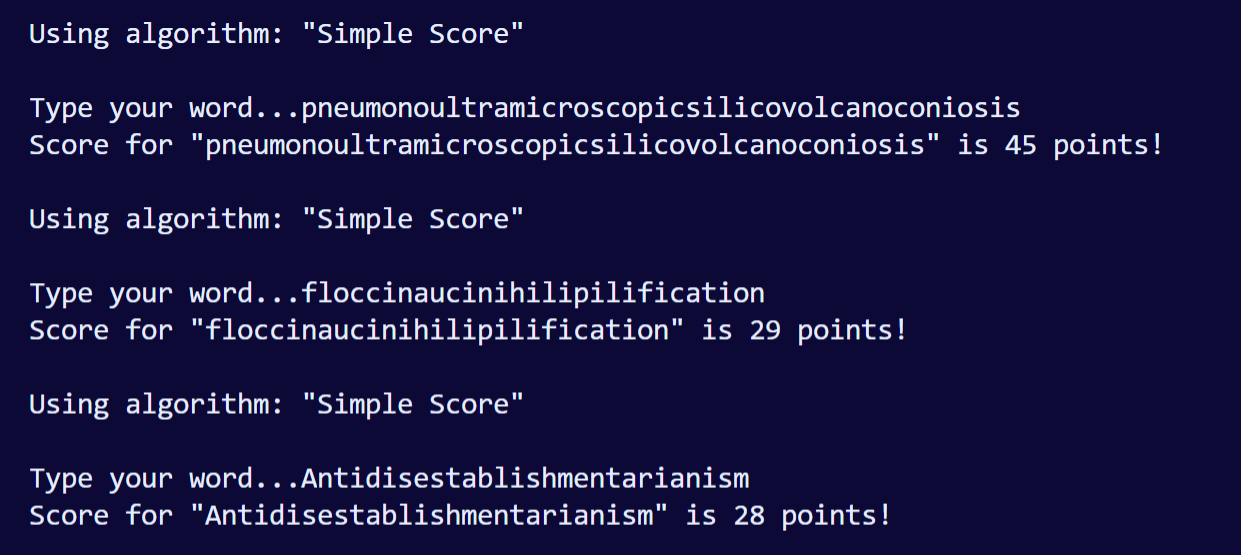 Using algorithm: "Simple Score"
Type your word...pneumonoultramicroscopicsilicovolcanoconiosis
Score for "pneumonoultramicroscopicsilicovolcanoconiosis" is 45 points!
Using algorithm: "Simple Score"
Type your word...floccinaucinihilipilification
Score for "floccinaucinihilipilification" is 29 points!
Using algorithm: "Simple Score"
Type your word...Antidisestablishmentarianism
Score for "Antidisestablishmentarianism" is 28 points!